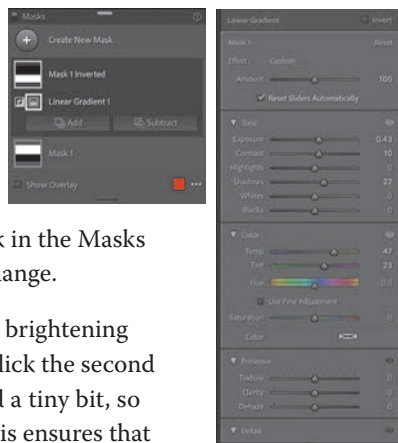 Masks
Create New Mask
Mask 1 Inverted
Linear Gradient 1
Add Subtract
Mask 1
Show Overlay
k in the Masks
ange.
brightening
lick the second
d a tiny bit, so
is ensures that
Linear Gradient Invert
Mask 1 Reset
Effect: Custom
Amount 100
Reset Sliders Automatically
Tone
Exposure 0.43
Contrast 10
Highlights 0
Shadows 22
Whites 0
Blacks 0
Color
Temp 47
Tint 23
Hue 0.0
Use Fine Adjustment
Saturation 0
Color
Presence
Texture 0
Clarity 0
Dehaze 0
Detail